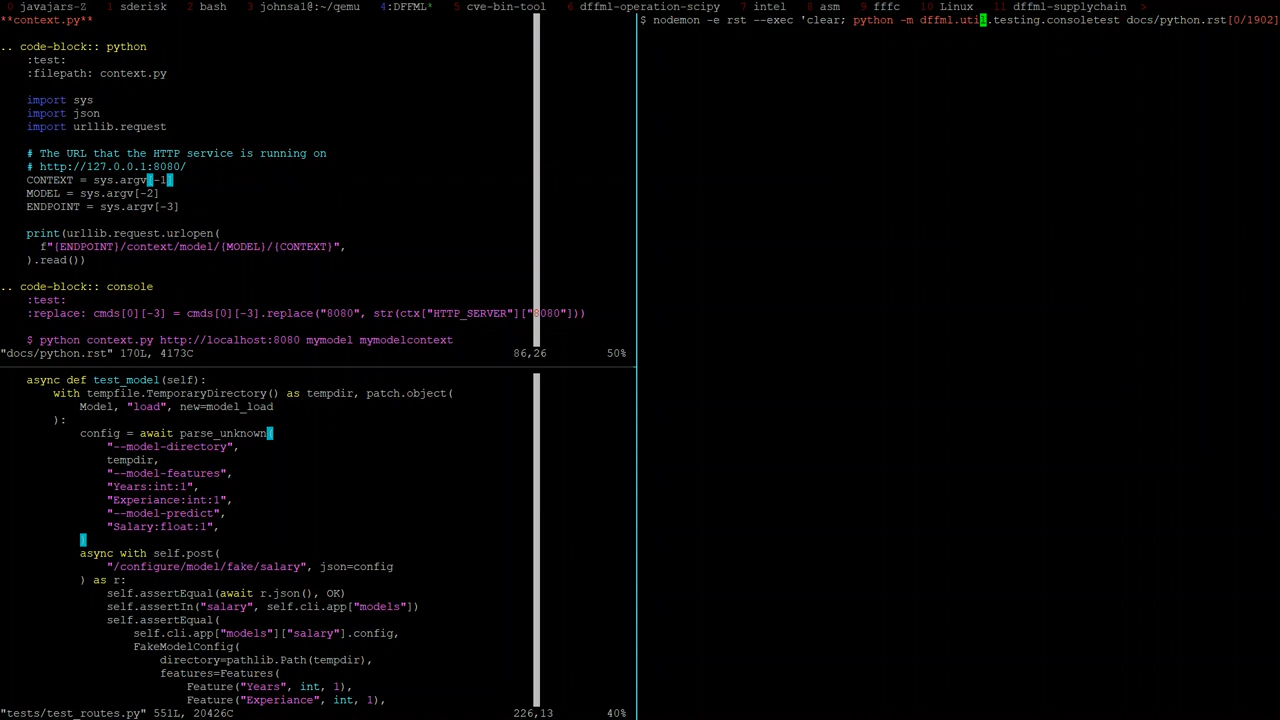 0 javajars-Z 1 sderisk 2 bash 3 johnsal@:~/qemu 4:DFFML* 5 cve-bin-tool 6 dffml-operation-scipy 7 intel 8 asm 9 fffc 10 Linux 11 dffml-supplychain >
**context.py**
.. code-block:: python
:test:
:filepath: context.py
import sys
import json
import urllib.request
# The URL that the HTTP service is running on
# http://127.0.0.1:8080/
CONTEXT = sys.argv[-1]
MODEL = sys.argv[-2]
ENDPOINT = sys.argv[-3]
print(urllib.request.urlopen(
f"{ENDPOINT}/context/model/{MODEL}/{CONTEXT}",
).read())
.. code-block:: console
:test:
:replace: cmds[0][-3] = cmds[0][-3].replace("8080", str(ctx["HTTP_SERVER"]["8080"]))
$ python context.py http://localhost:8080 mymodel mymodelcontext
"docs/python.rst" 170L, 4173C 86,26 50%
async def test_model(self):
with tempfile.TemporaryDirectory() as tempdir, patch.object(
Model, "load", new=model_load
):
config = await parse_unknown(
"--model-directory",
tempdir,
"--model-features",
"Years:int:1",
"Experiance:int:1",
"--model-predict",
"Salary:float:1",
)
async with self.post(
"/configure/model/fake/salary", json=config
) as r:
self.assertEqual(await r.json(), OK)
self.assertIn("salary", self.cli.app["models"])
self.assertEqual(
self.cli.app["models"]["salary"].config,
FakeModelConfig(
directory=pathlib.Path(tempdir),
features=Features(
Feature("Years", int, 1),
Feature("Experiance", int, 1),
"tests/test_routes.py" 551L, 20426C 226,13 40%
$ nodemon -e rst --exec 'clear; python -m dffml.util.testing.consoletest docs/python.rst[0/1902]